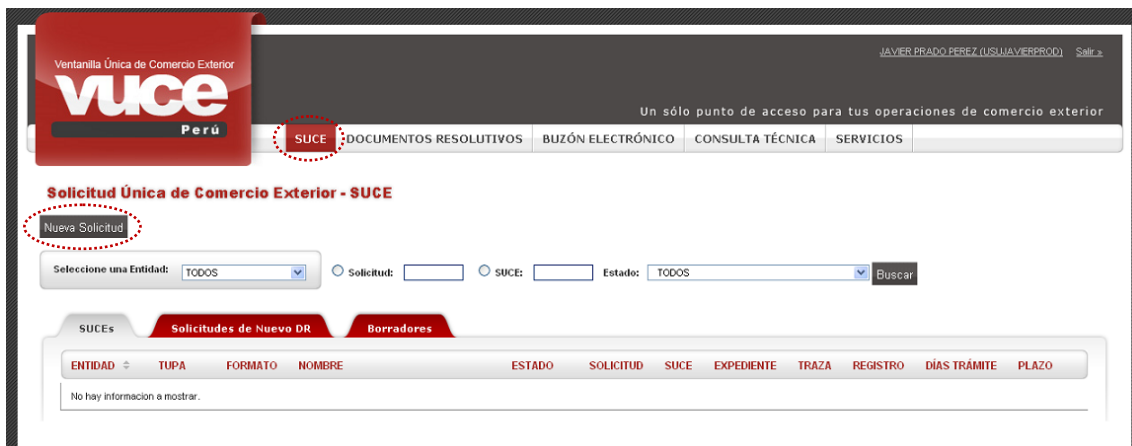 JAVIER PRADO PEREZ (USUJAVIERPROD) Salir »
Ventanilla Única de Comercio Exterior
vuce
Perú
Un sólo punto de acceso para tus operaciones de comercio exterior
SUCE DOCUMENTOS RESOLUTIVOS BUZÓN ELECTRÓNICO CONSULTA TÉCNICA SERVICIOS
Solicitud Única de Comercio Exterior - SUCE
Nueva Solicitud
Seleccione una Entidad: TODOS Solicitud: SUCE: Estado: TODOS Buscar
SUCEs Solicitudes de Nuevo DR Borradores
ENTIDAD TUPA FORMATO NOMBRE ESTADO SOLICITUD SUCE EXPEDIENTE TRAZA REGISTRO DÍAS TRÁMITE PLAZO
No hay informacion a mostrar.